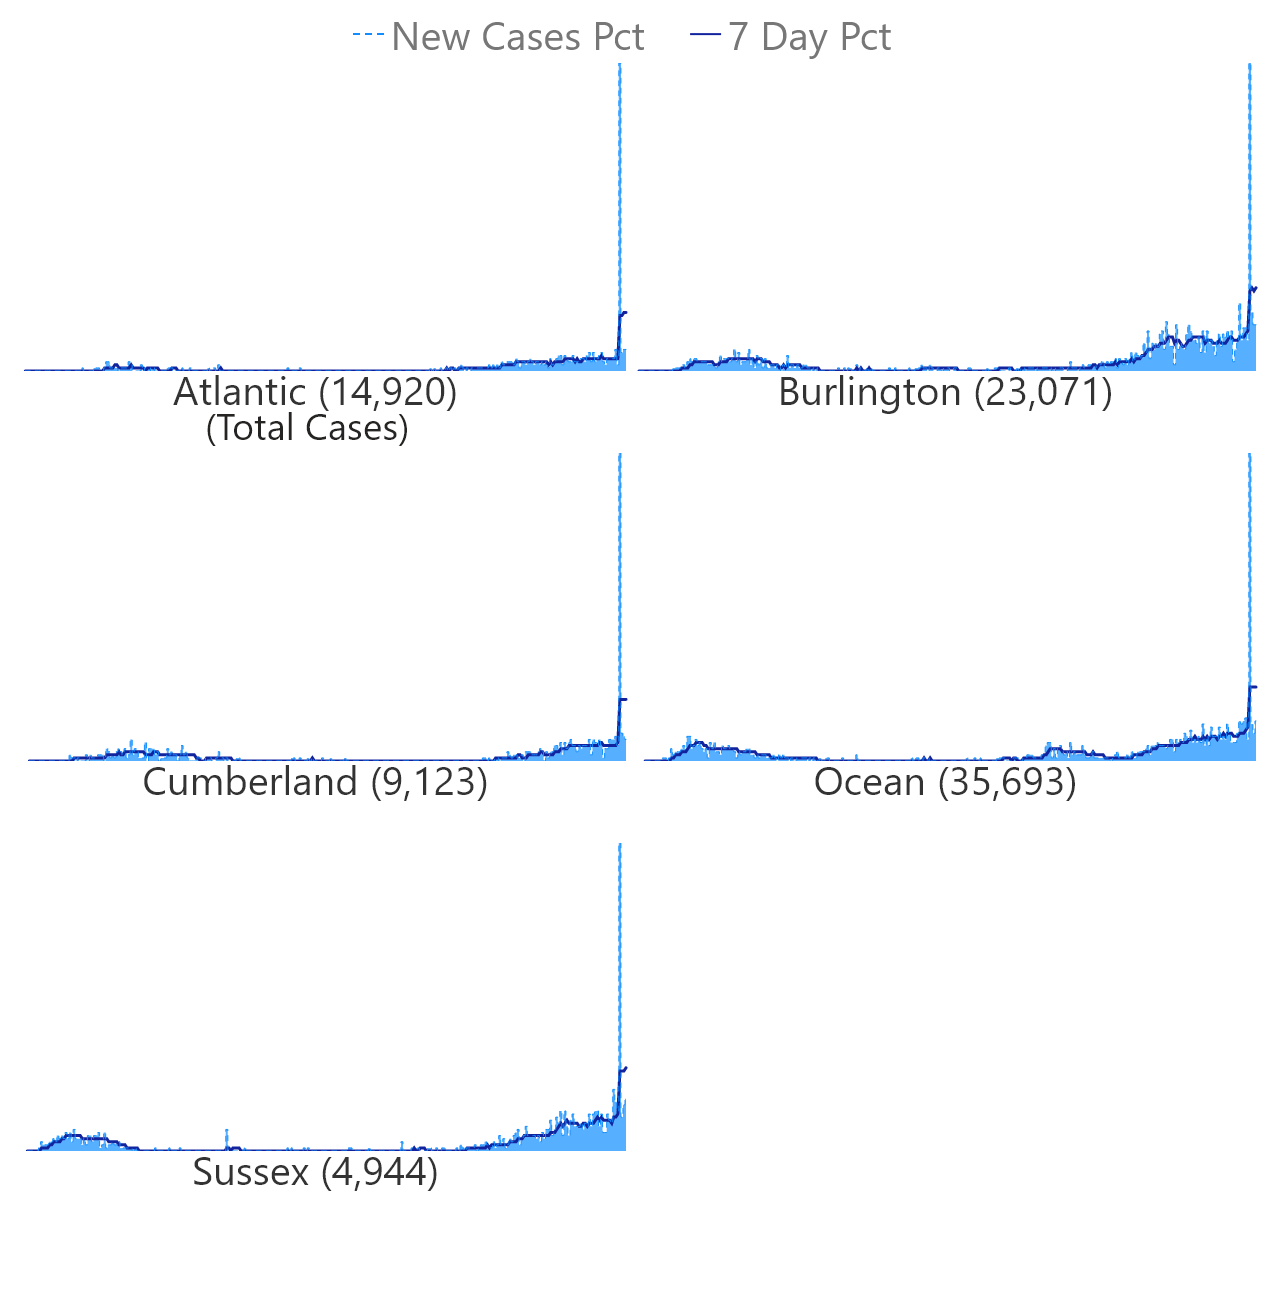 New Cases Pct 7 Day Pct
Atlantic (14,920) Burlington (23,071)
(Total Cases)
Cumberland (9,123) Ocean (35,693)
Sussex (4,944)